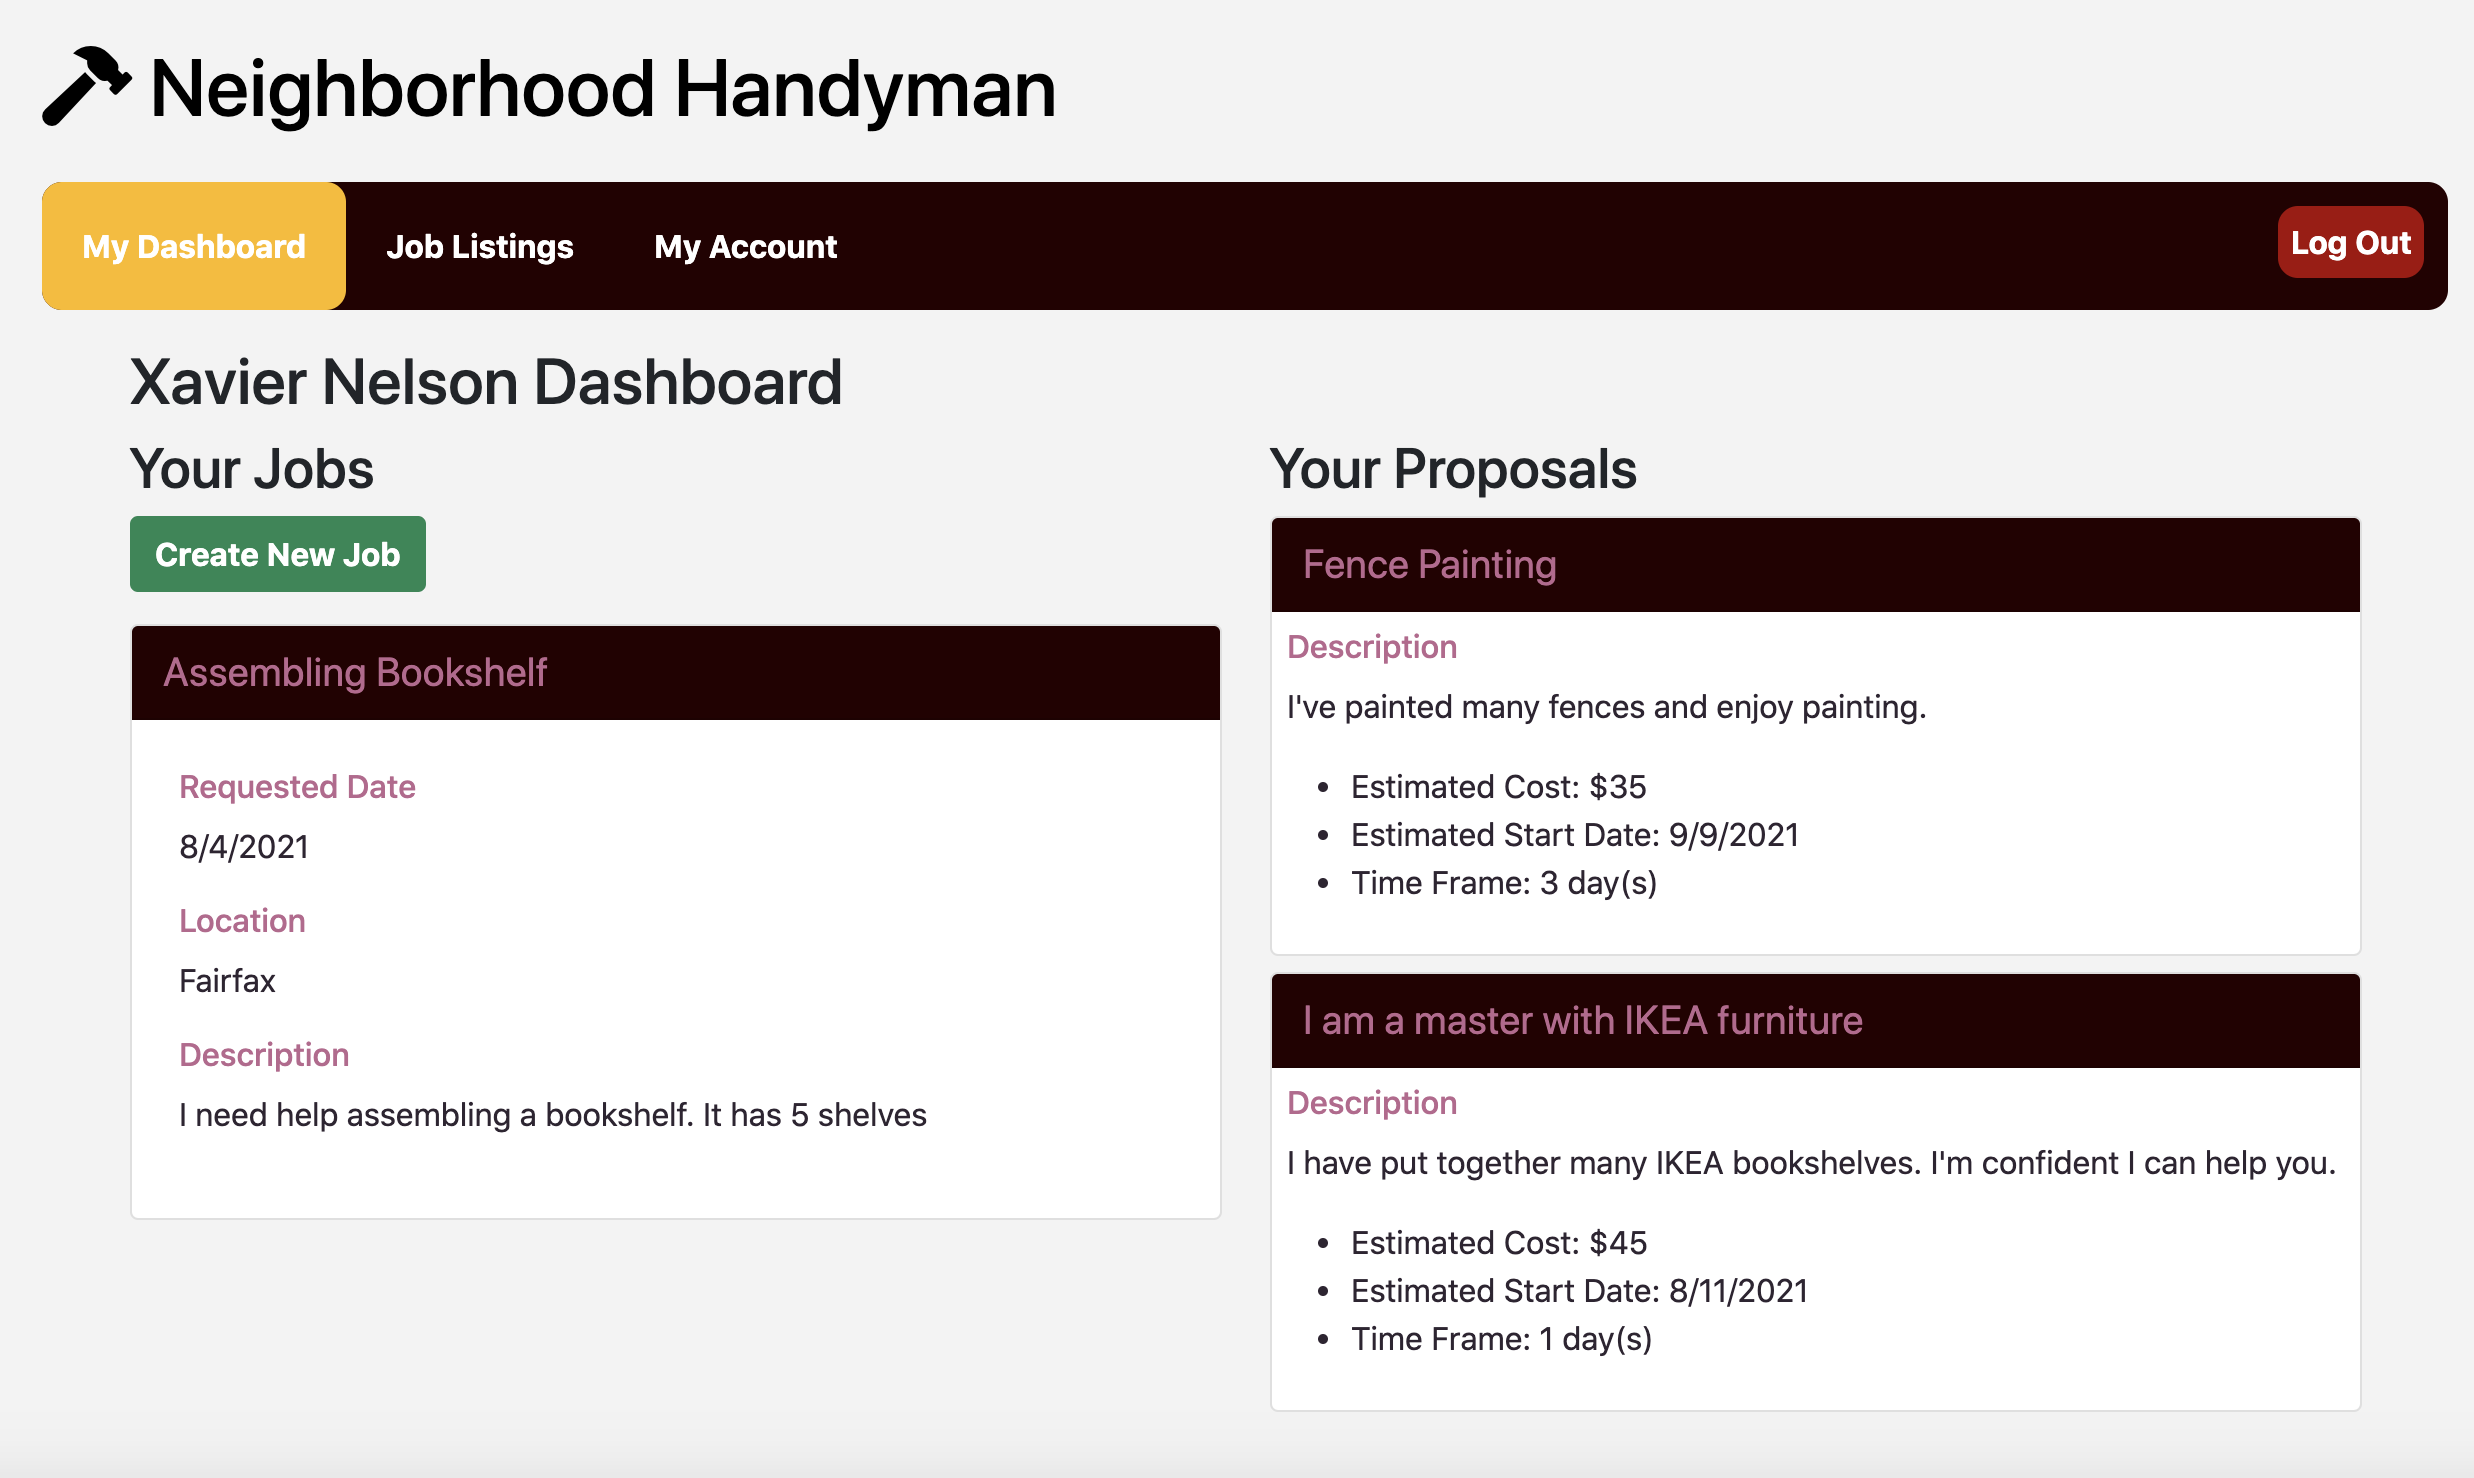 Neighborhood Handyman
My Dashboard
Job Listings
My Account
Log Out
Xavier Nelson Dashboard
Your Jobs
Create New Job
Assembling Bookshelf
Requested Date
8/4/2021
Location
Fairfax
Description
I need help assembling a bookshelf. It has 5 shelves
Your Proposals
Fence Painting
Description
I've painted many fences and enjoy painting.
Estimated Cost: $35
Estimated Start Date: 9/9/2021
Time Frame: 3 day(s)
I am a master with IKEA furniture
Description
I have put together many IKEA bookshelves. I'm confident I can help you.
Estimated Cost: $45
Estimated Start Date: 8/11/2021
Time Frame: 1 day(s)